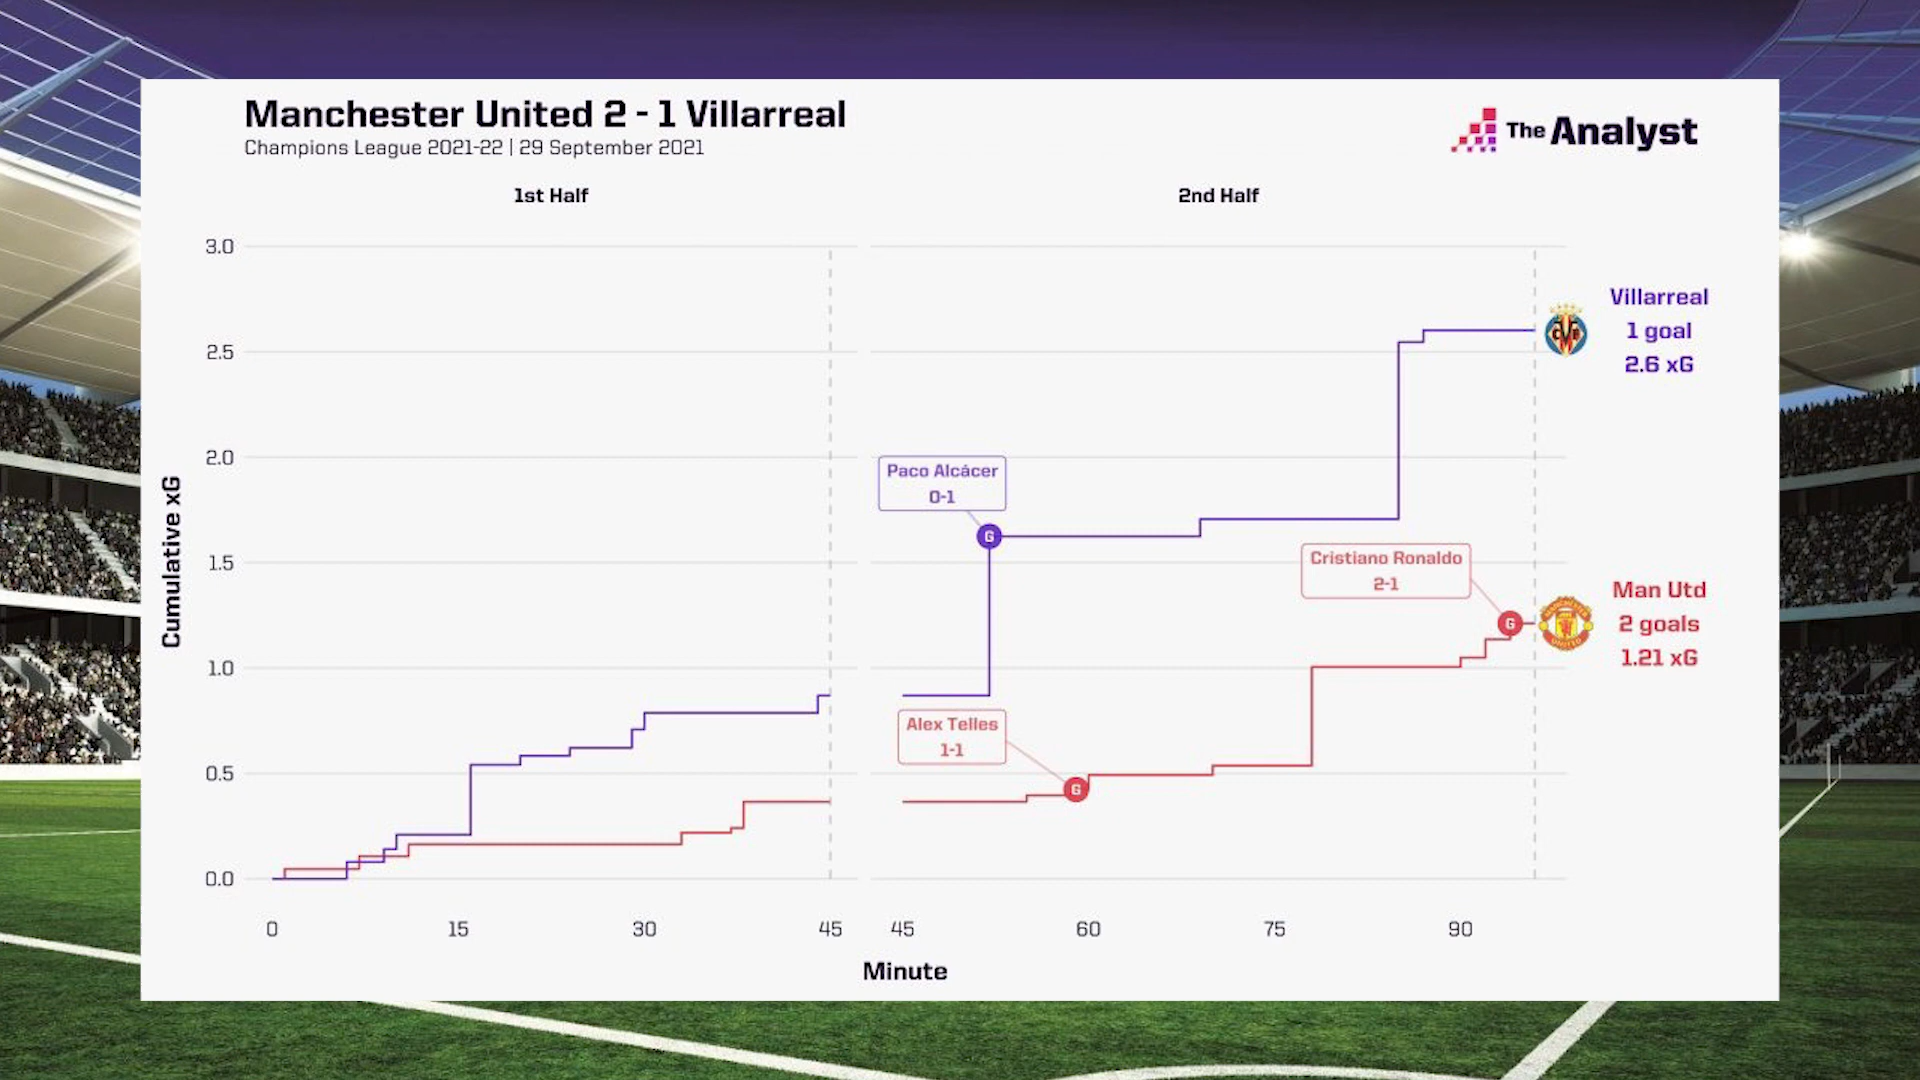 Manchester United 2 - 1 Villarreal
Champions League 2021-22 | 29 September 2021
The Analyst
1st Half
2nd Half
3.0
2.5
2.0
1.5
1.0
0.5
0.0
Cumulative xG
Paco Alcácer
0-1
Alex Telles
1-1
Cristiano Ronaldo
2-1
G
G
G
Villarreal
1 goal
2.6 xG
Man Utd
2 goals
1.21 xG
0 15 30 45 45 60 75 90
Minute